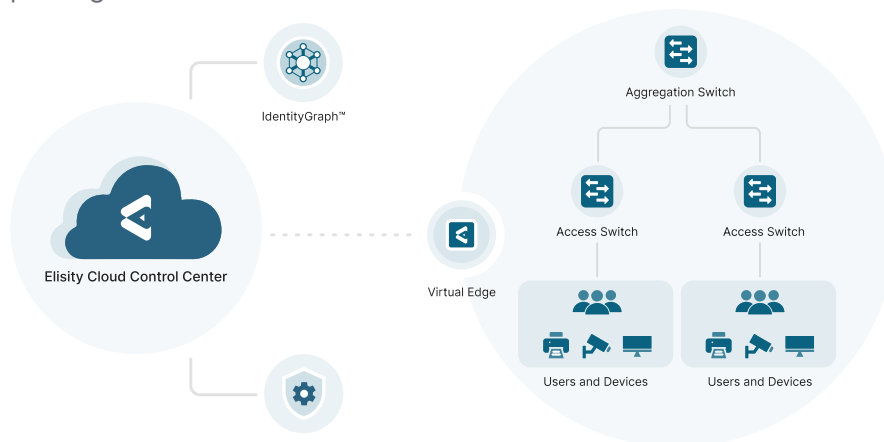 IdentityGraph™
Aggregation Switch
Access Switch
Access Switch
Elisity Cloud Control Center
Virtual Edge
Users and Devices
Users and Devices